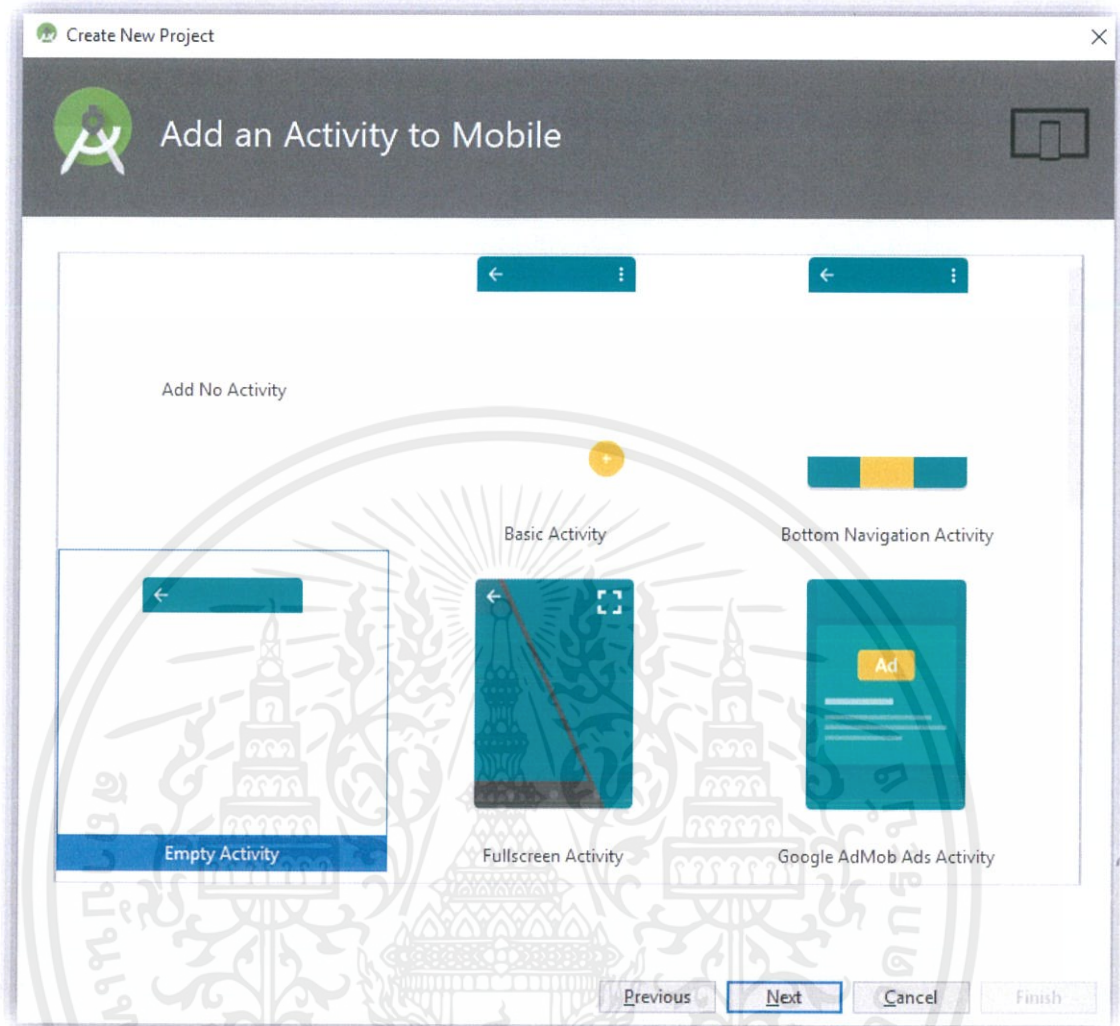 Create New Project
Add an Activity to Mobile
Add No Activity
Basic Activity
Bottom Navigation Activity
Empty Activity
Fullscreen Activity
Ad
Google AdMob Ads Activity
Previous
Next
Cancel
Finish